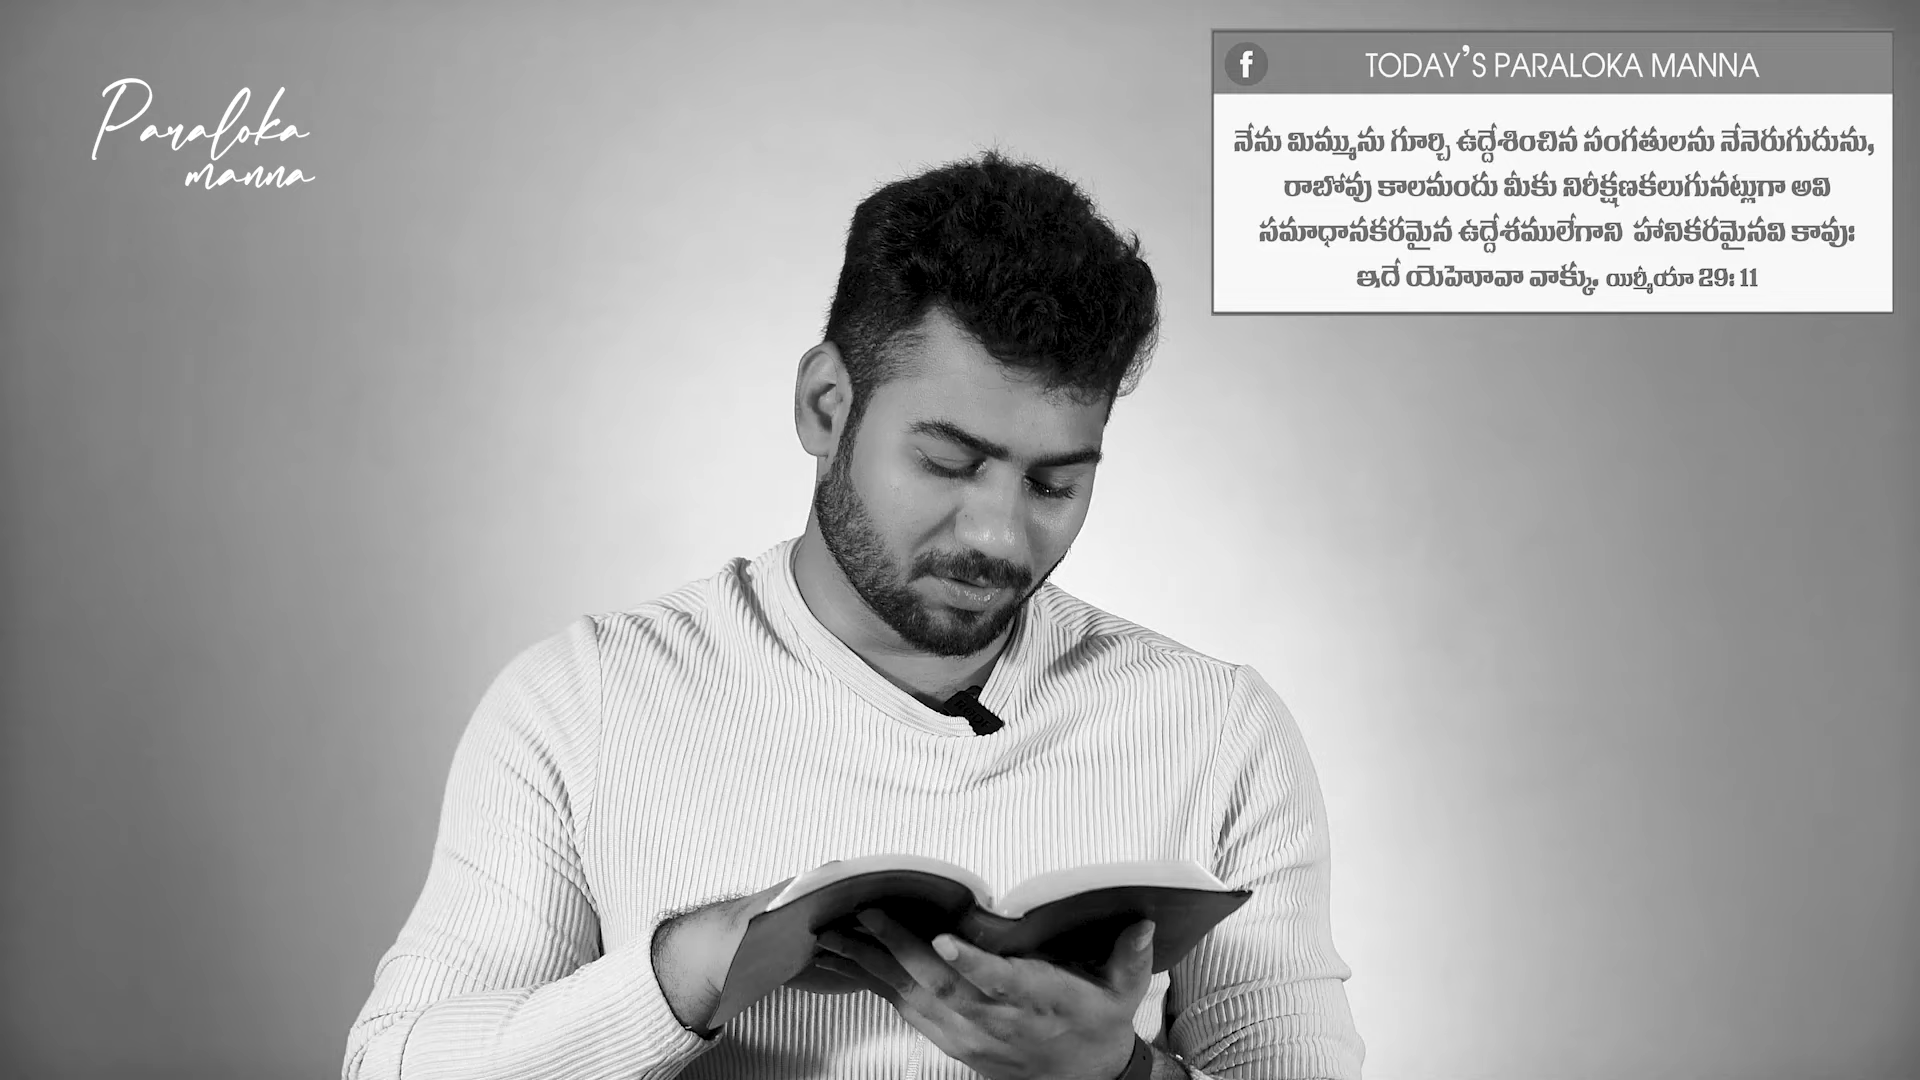 Paraloka
manna
f
TODAY'S PARALOKA MANNA
నేను మిమ్మును గూర్చి ఉద్దేశించిన సంగతులను నేనెరుగుదును,
రాబోవు కాలమందు మీకు నిరీక్షణకలుగునట్లుగా అవి
సమాధానకరమైన ఉద్దేశములేగాని హానికరమైనవి కావు;
ఇదే యెహెూవా వాక్కు. యిర్మీయా 29: 11